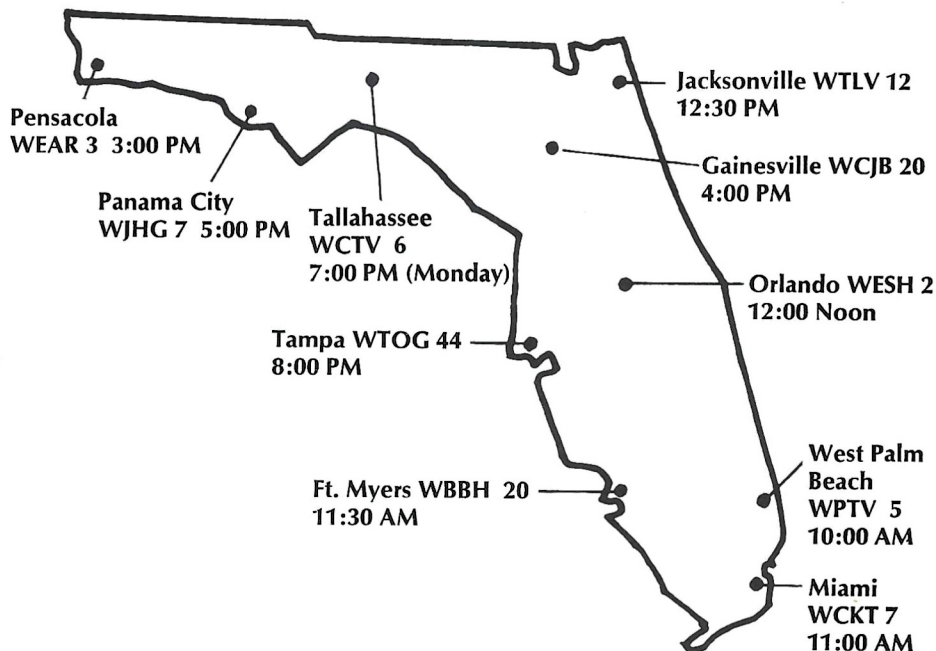 Pensacola
WEAR 3 3:00 PM
Panama City
WJHG 7 5:00 PM
Tallahassee
WCTV 6
7:00 PM (Monday)
Jacksonville WTLV 12
12:30 PM
Gainesville WCJB 20
4:00 PM
Orlando WESH 2
12:00 Noon
Tampa WTOG 44
8:00 PM
Ft. Myers WBBH 20
11:30 AM
West Palm
Beach
WPTV 5
10:00 AM
Miami
WCKT 7
11:00 AM